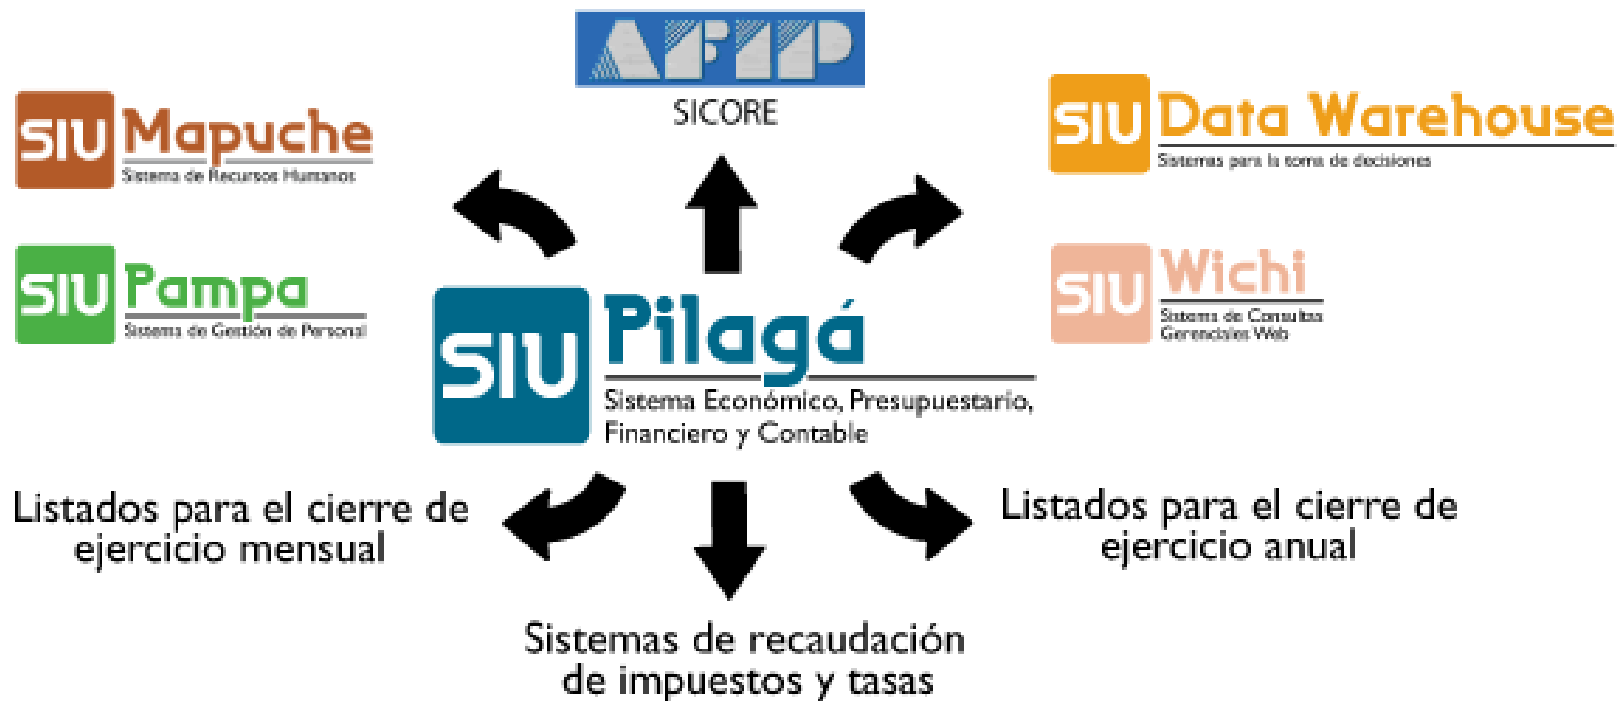 AFIP
SICORE
SIU Mapuche
Sistema de Recursos Humanos
SIU Data Warehouse
Sistemas para la toma de decisiones
SIU Pampa
Sistema de Gestión de Personal
SIU Wichi
Sistema de Consultas
Gerenciales Web
SIU Pilagá
Sistema Económico, Presupuestario,
Financiero y Contable
Listados para el cierre de
ejercicio mensual
Listados para el cierre de
ejercicio anual
Sistemas de recaudación
de impuestos y tasas